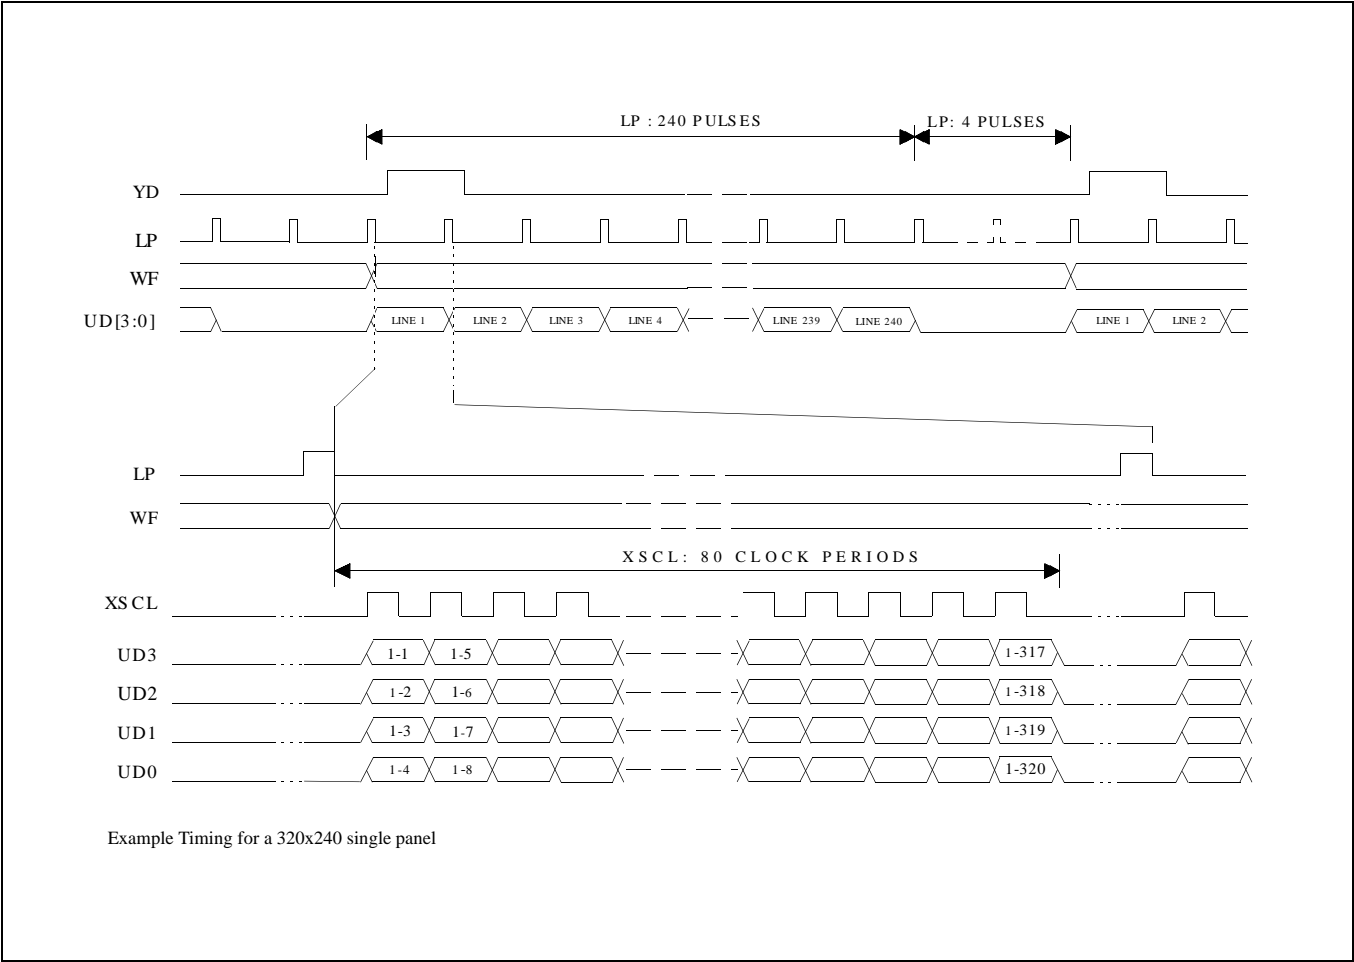 LP : 240 PULSES LP: 4 PULSES
YD
LP
WF
UD[3:0] LINE 1 LINE 2 LINE 3 LINE 4 LINE 239 LINE 240 LINE 1 LINE 2
LP
WF
XSCL: 80 CLOCK PERIODS
XSCL
UD3 1-1 1-5 1-317
UD2 1-2 1-6 1-318
UD1 1-3 1-7 1-319
UD0 1-4 1-8 1-320
Example Timing for a 320x240 single panel